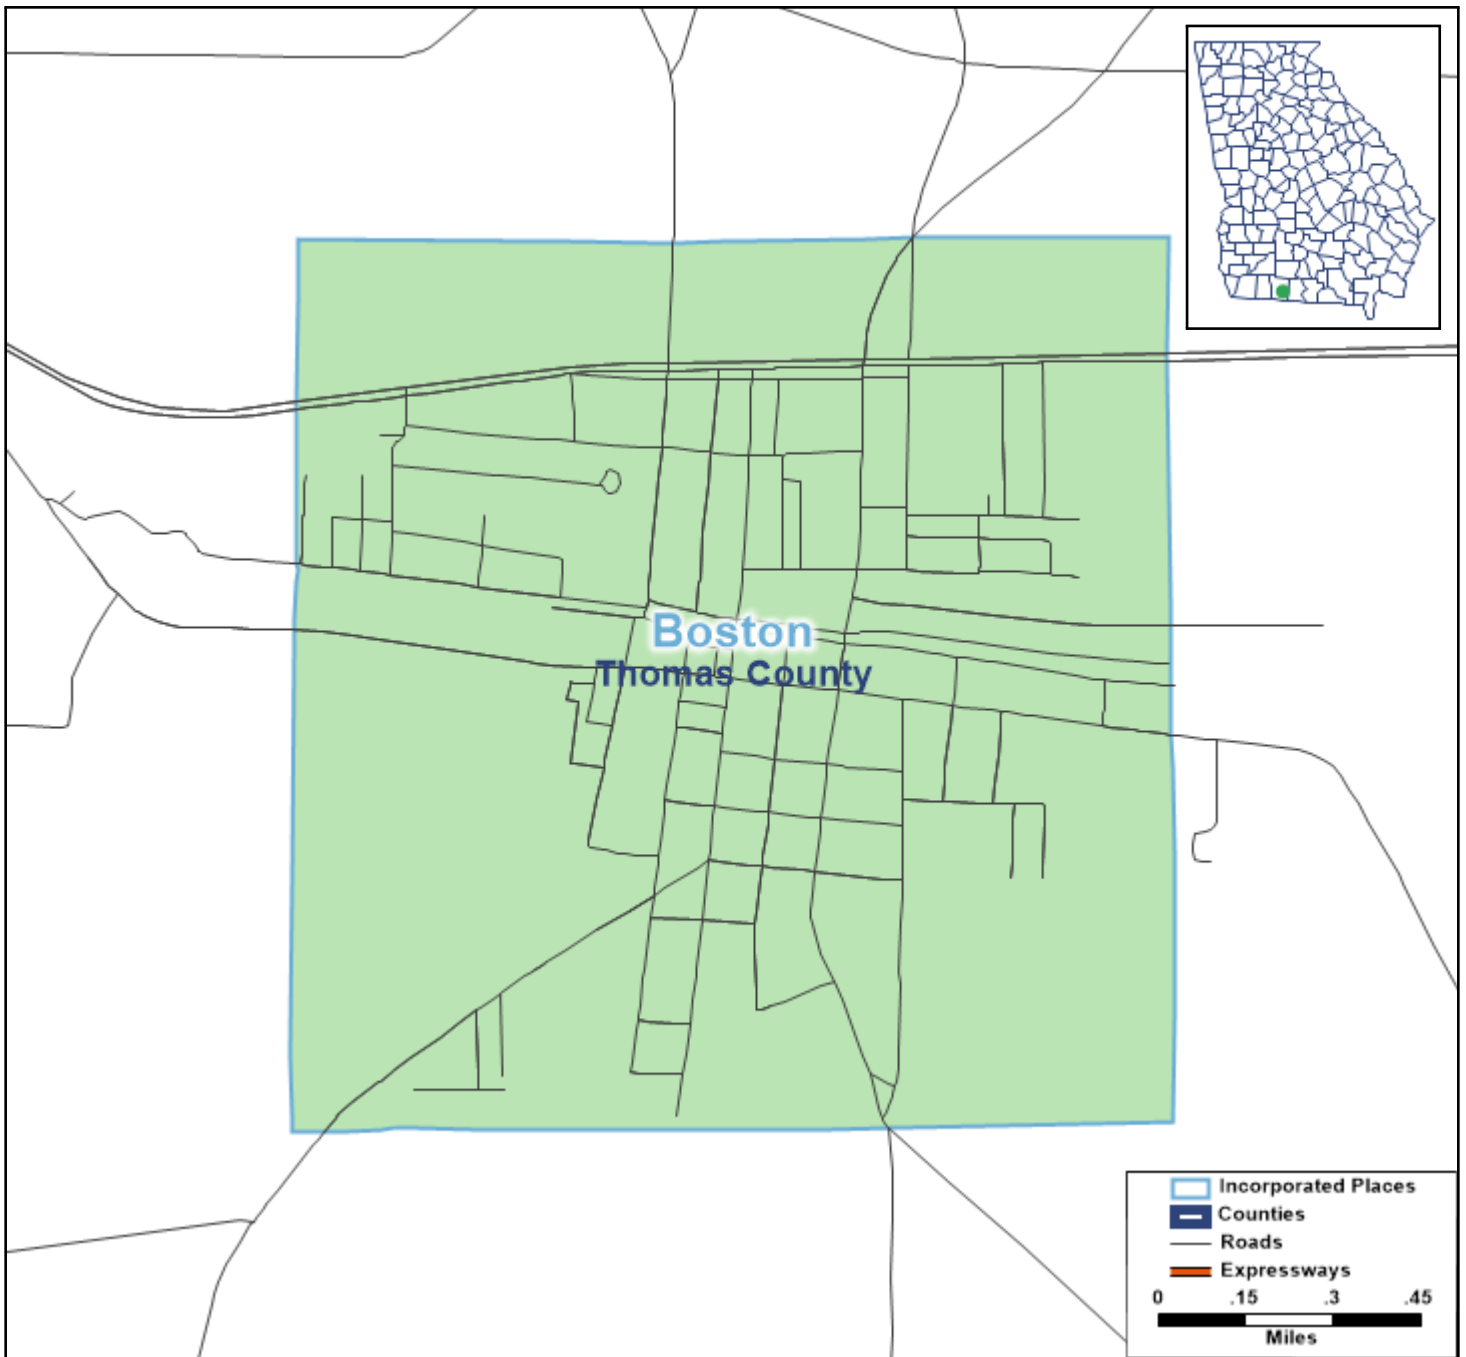 Boston
Thomas County
Incorporated Places
Counties
Roads
Expressways
0 .15 .3 .45
Miles